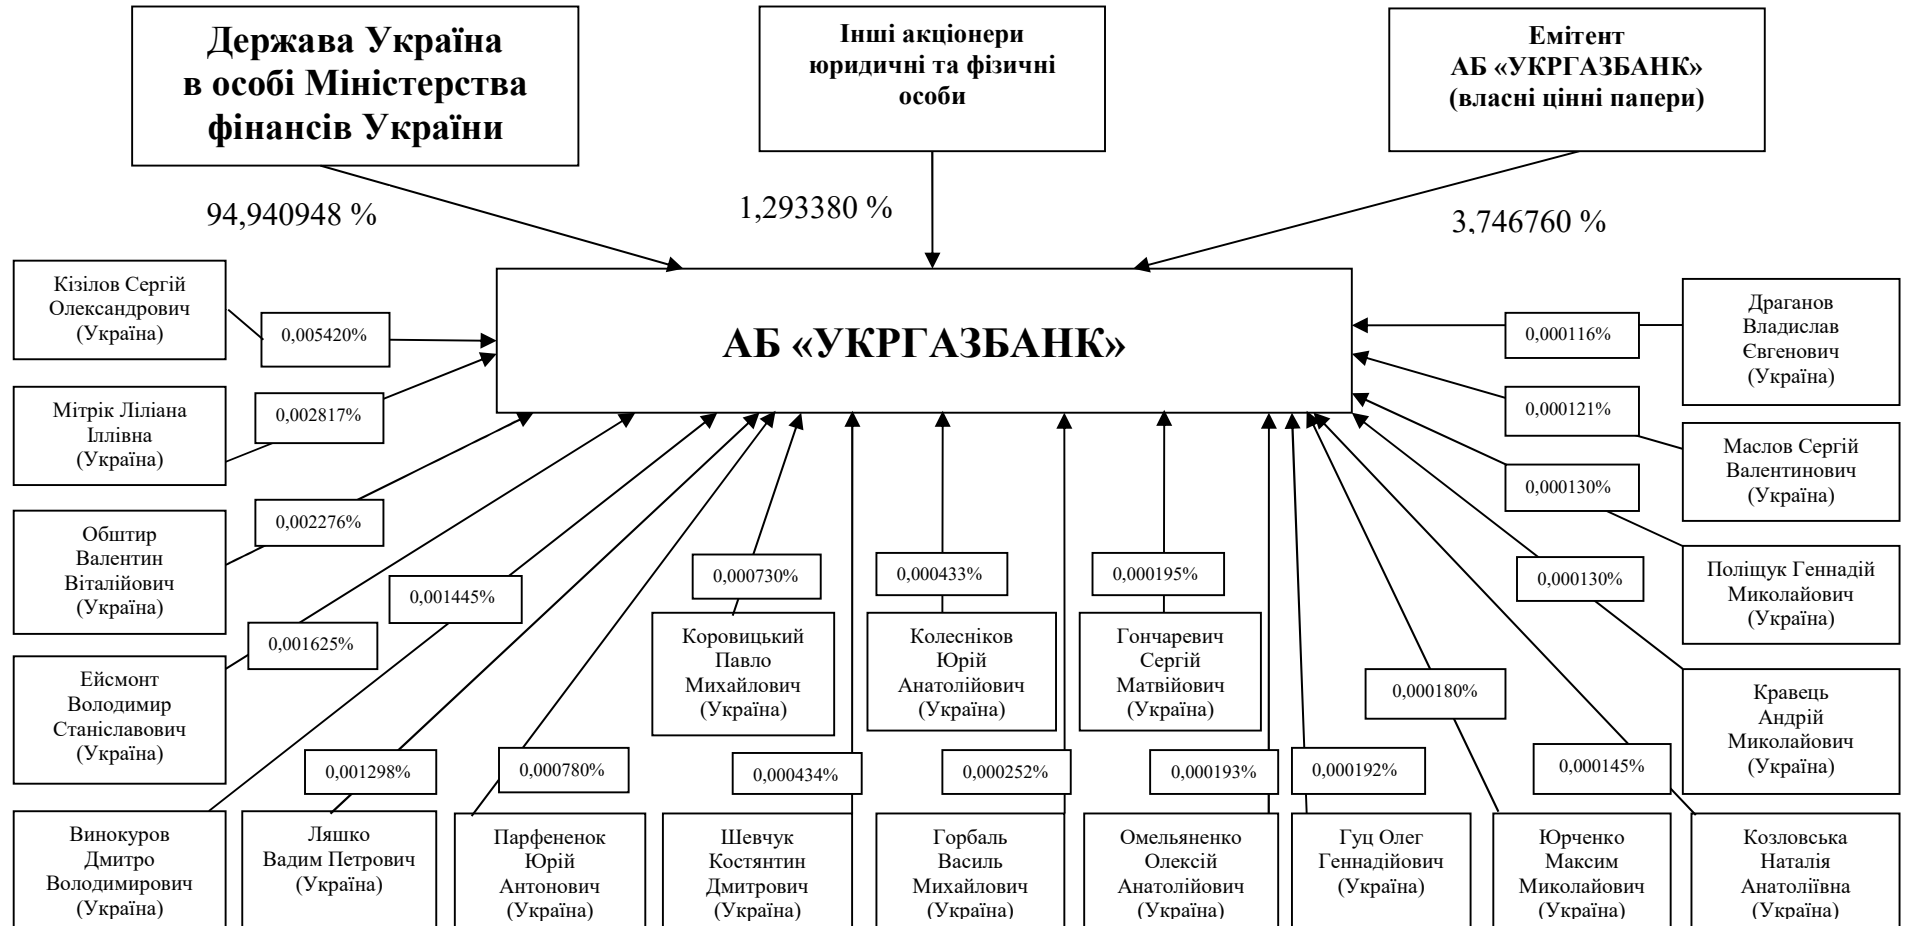 Держава Україна
в особі Міністерства
фінансів України
Інші акціонери
юридичні та фізичні
особи
Емітент
АБ «УКРГАЗБАНК»
(власні цінні папери)
94,940948 %
1,293380 %
3,746760 %
АБ «УКРГАЗБАНК»
Кізілов Сергій
Олександрович
(Україна)
0,005420%
Мітрік Ліліана
Іллівна
(Україна)
0,002817%
Обштир
Валентин
Віталійович
(Україна)
0,002276%
Ейсмонт
Володимир
Станіславович
(Україна)
0,001625%
Винокуров
Дмитро
Володимирович
(Україна)
0,001445%
Ляшко
Вадим Петрович
(Україна)
0,001298%
Парфененок
Юрій
Антонович
(Україна)
0,000780%
Коровицький
Павло
Михайлович
(Україна)
0,000730%
Шевчук
Костянтин
Дмитрович
(Україна)
0,000434%
Колесніков
Юрій
Анатолійович
(Україна)
0,000433%
Горбаль
Василь
Михайлович
(Україна)
0,000252%
Гончаревич
Сергій
Матвійович
(Україна)
0,000195%
Омельяненко
Олексій
Анатолійович
(Україна)
0,000193%
Гуц Олег
Геннадійович
(Україна)
0,000192%
Юрченко
Максим
Миколайович
(Україна)
0,000180%
Козловська
Наталія
Анатоліївна
(Україна)
0,000145%
Кравець
Андрій
Миколайович
(Україна)
0,000130%
Поліщук Геннадій
Миколайович
(Україна)
0,000130%
Маслов Сергій
Валентинович
(Україна)
0,000121%
Драганов
Владислав
Євгенович
(Україна)
0,000116%